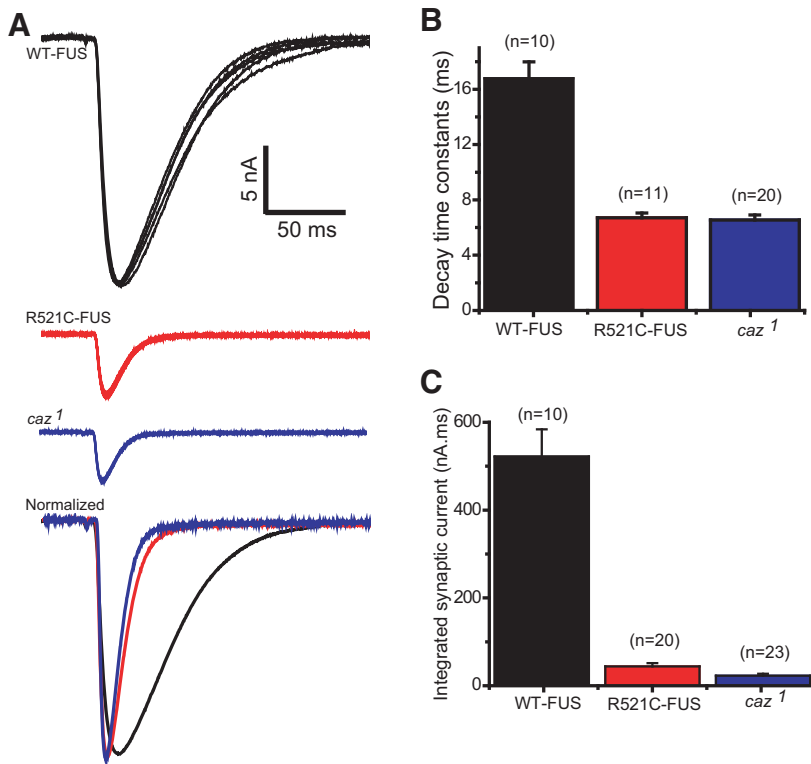 A
WT-FUS
5 nA
50 ms
R521C-FUS
caz 1
Normalized
B
Decay time constants (ms)
16
12
8
4
0
(n=10)
(n=11)
(n=20)
WT-FUS
R521C-FUS
caz 1
C
Integrated synaptic current (nA.ms)
600
400
200
0
(n=10)
(n=20)
(n=23)
WT-FUS
R521C-FUS
caz 1